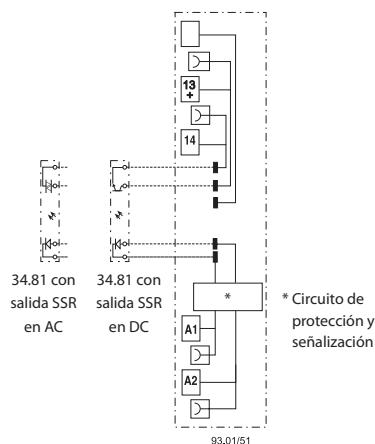 13
+
14
34.81 con
salida SSR
en AC
34.81 con
salida SSR
en DC
*
* Circuito de
protección y
señalización
A1
A2
93.01/51